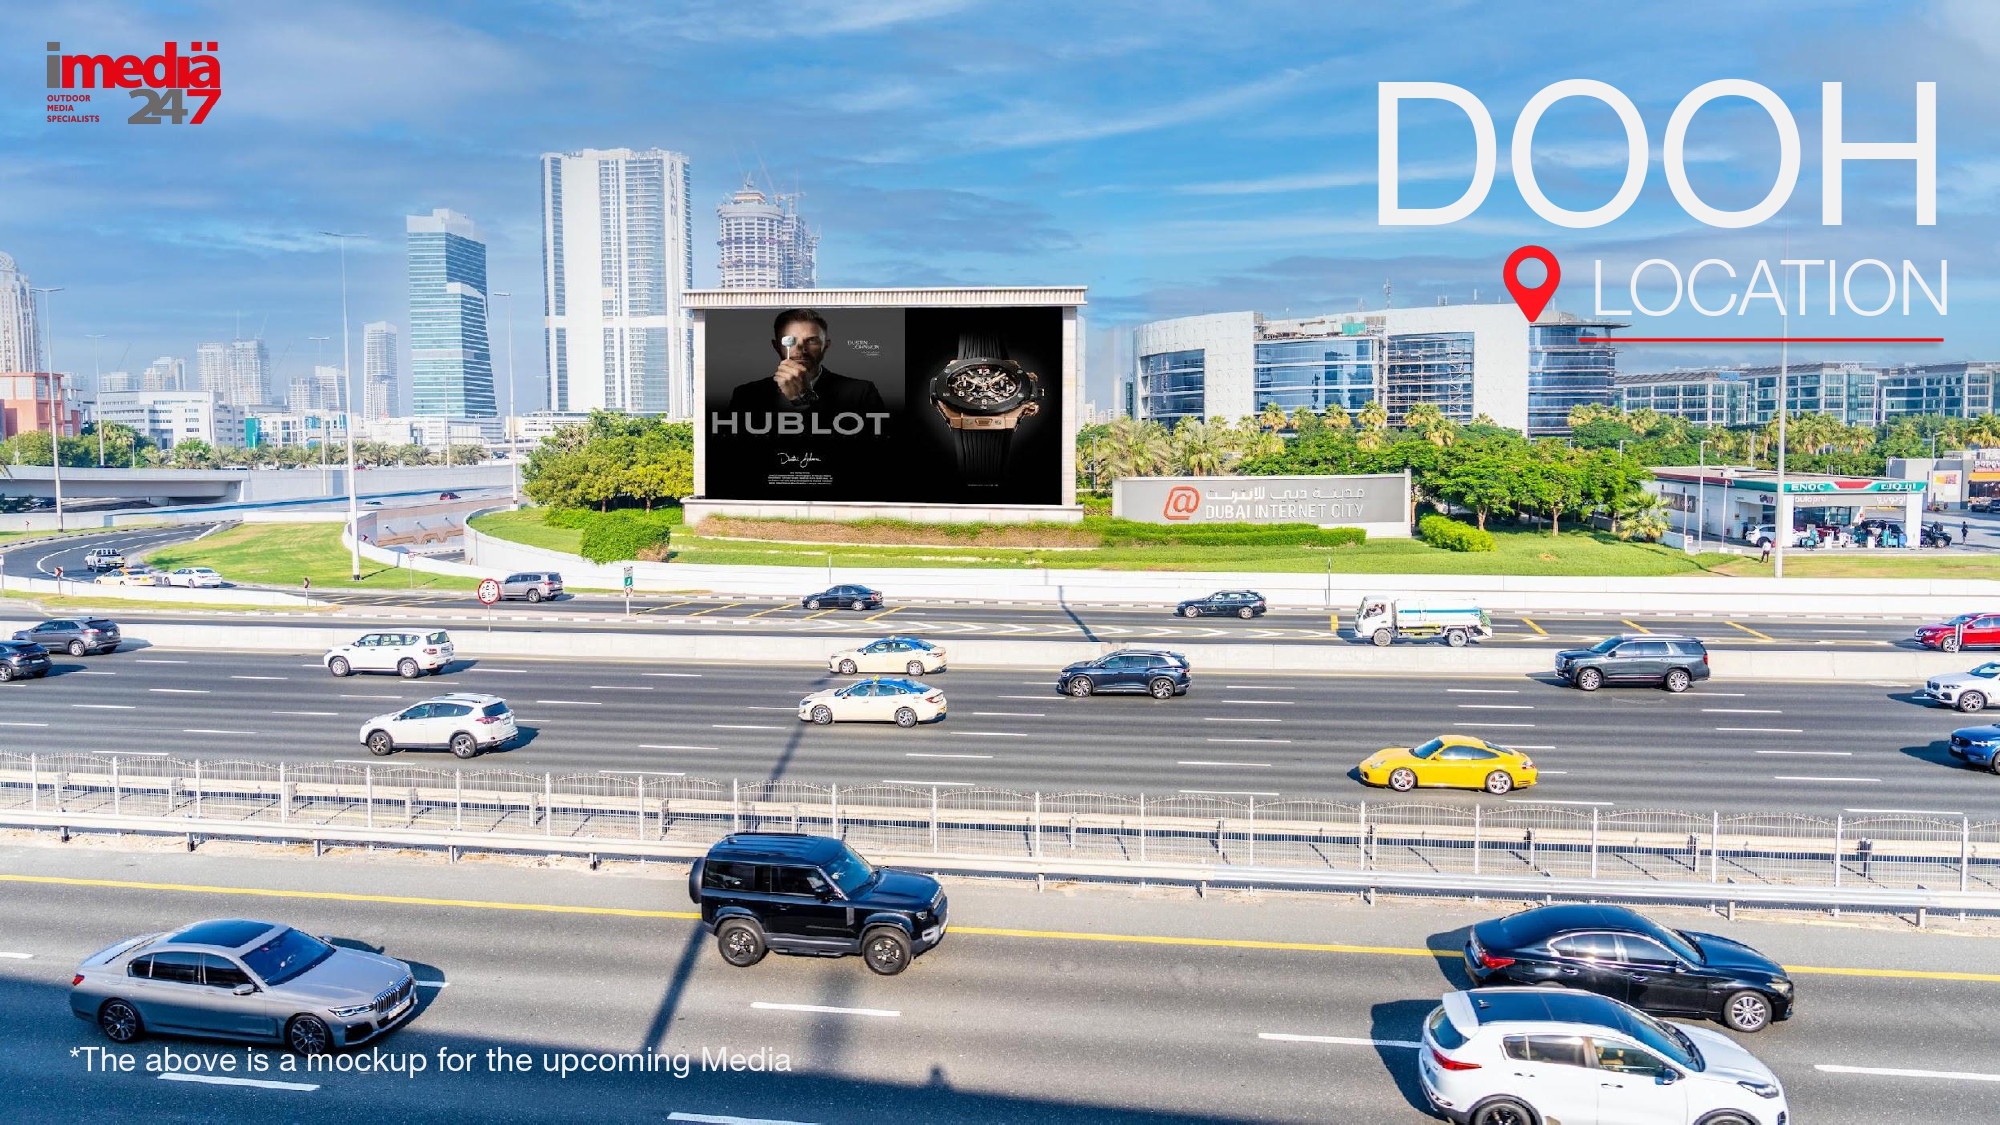 imediä
OUTDOOR
MEDIA
SPECIALISTS
247
DOOH
LOCATION
HUBLOT
مدينة دبي للإنترنت
@
DUBAI INTERNET CITY
ENOC
اينوك
*The above is a mockup for the upcoming Media